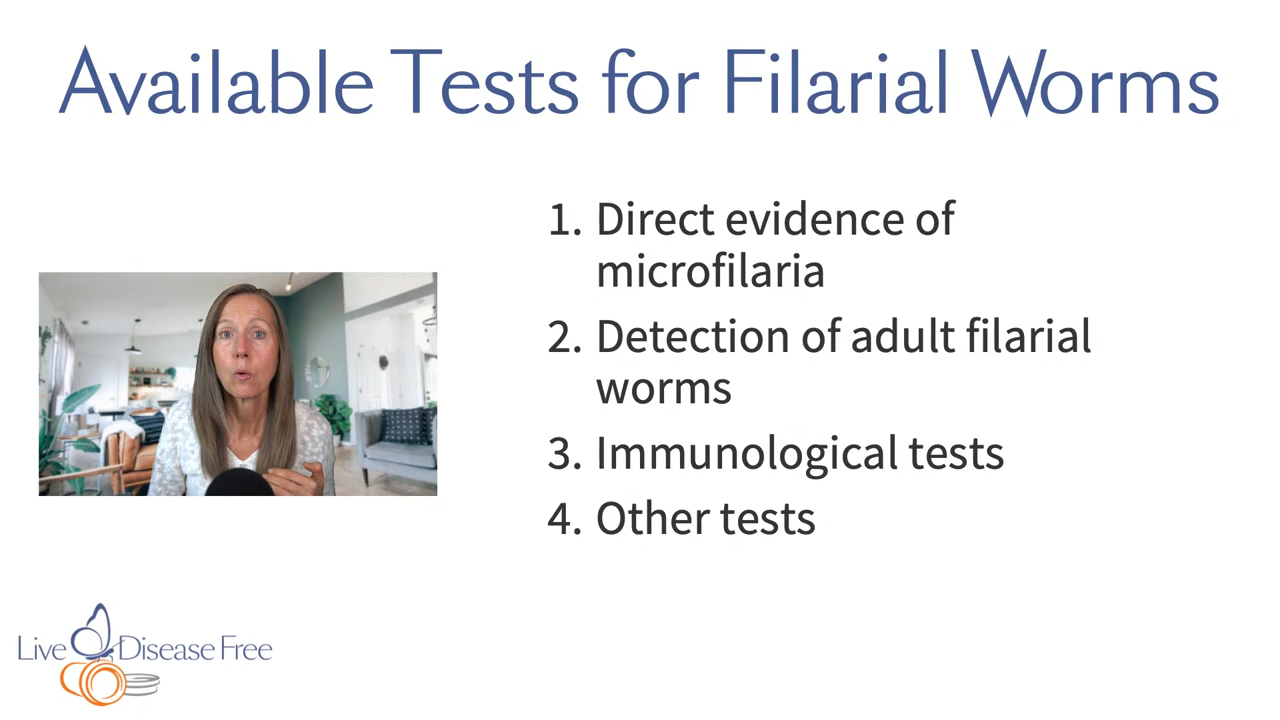 Available Tests for Filarial Worms
1. Direct evidence of
microfilaria
2. Detection of adult filarial
worms
3. Immunological tests
4. Other tests
Live Disease Free